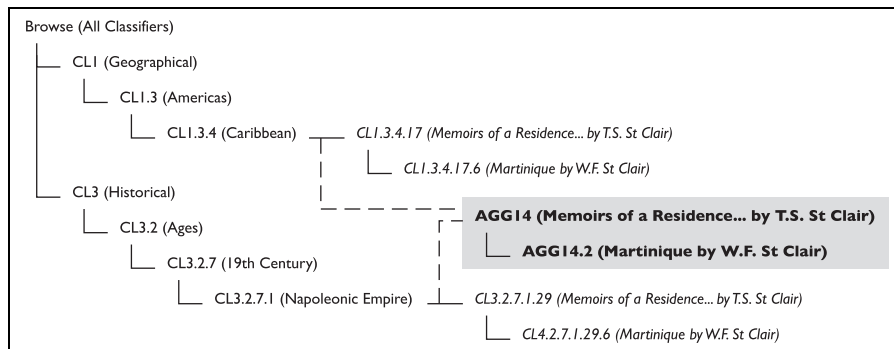 Browse (All Classifiers)
CL1 (Geographical)
CL1.3 (Americas)
CL1.3.4 (Caribbean)
CL1.3.4.17 (Memoirs of a Residence... by T.S. St Clair)
CL1.3.4.17.6 (Martinique by W.F. St Clair)
CL3 (Historical)
AGG14 (Memoirs of a Residence... by T.S. St Clair)
CL3.2 (Ages)
AGG14.2 (Martinique by W.F. St Clair)
CL3.2.7 (19th Century)
CL3.2.7.1 (Napoleonic Empire)
CL3.2.7.1.29 (Memoirs of a Residence... by T.S. St Clair)
CL4.2.7.1.29.6 (Martinique by W.F. St Clair)